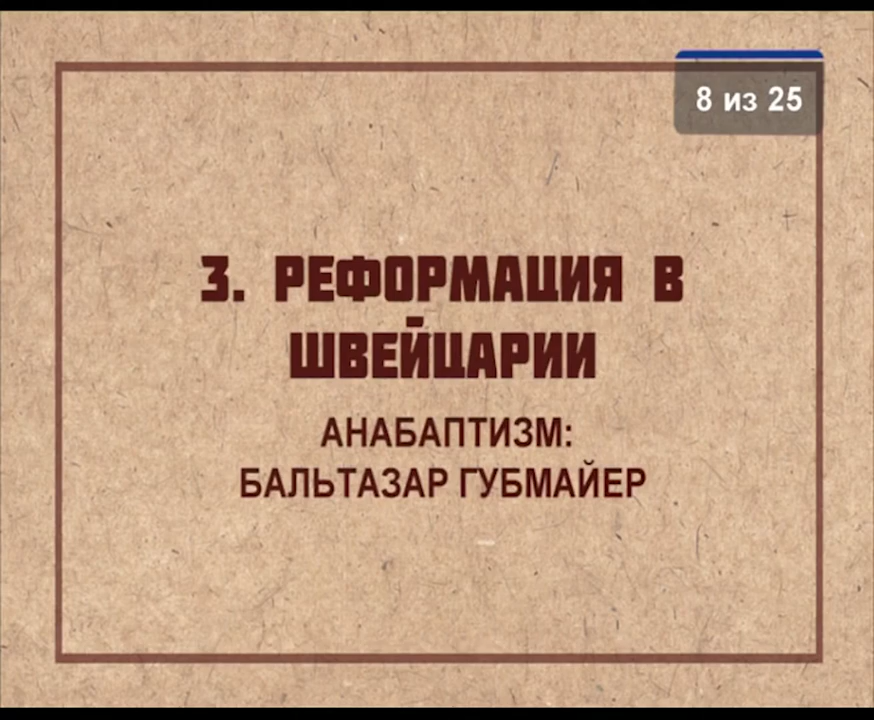 8 из 25
3. РЕФОРМАЦИЯ В
ШВЕЙЦАРИИ
АНАБАПТИЗМ:
БАЛЬТАЗАР ГУБМАЙЕР